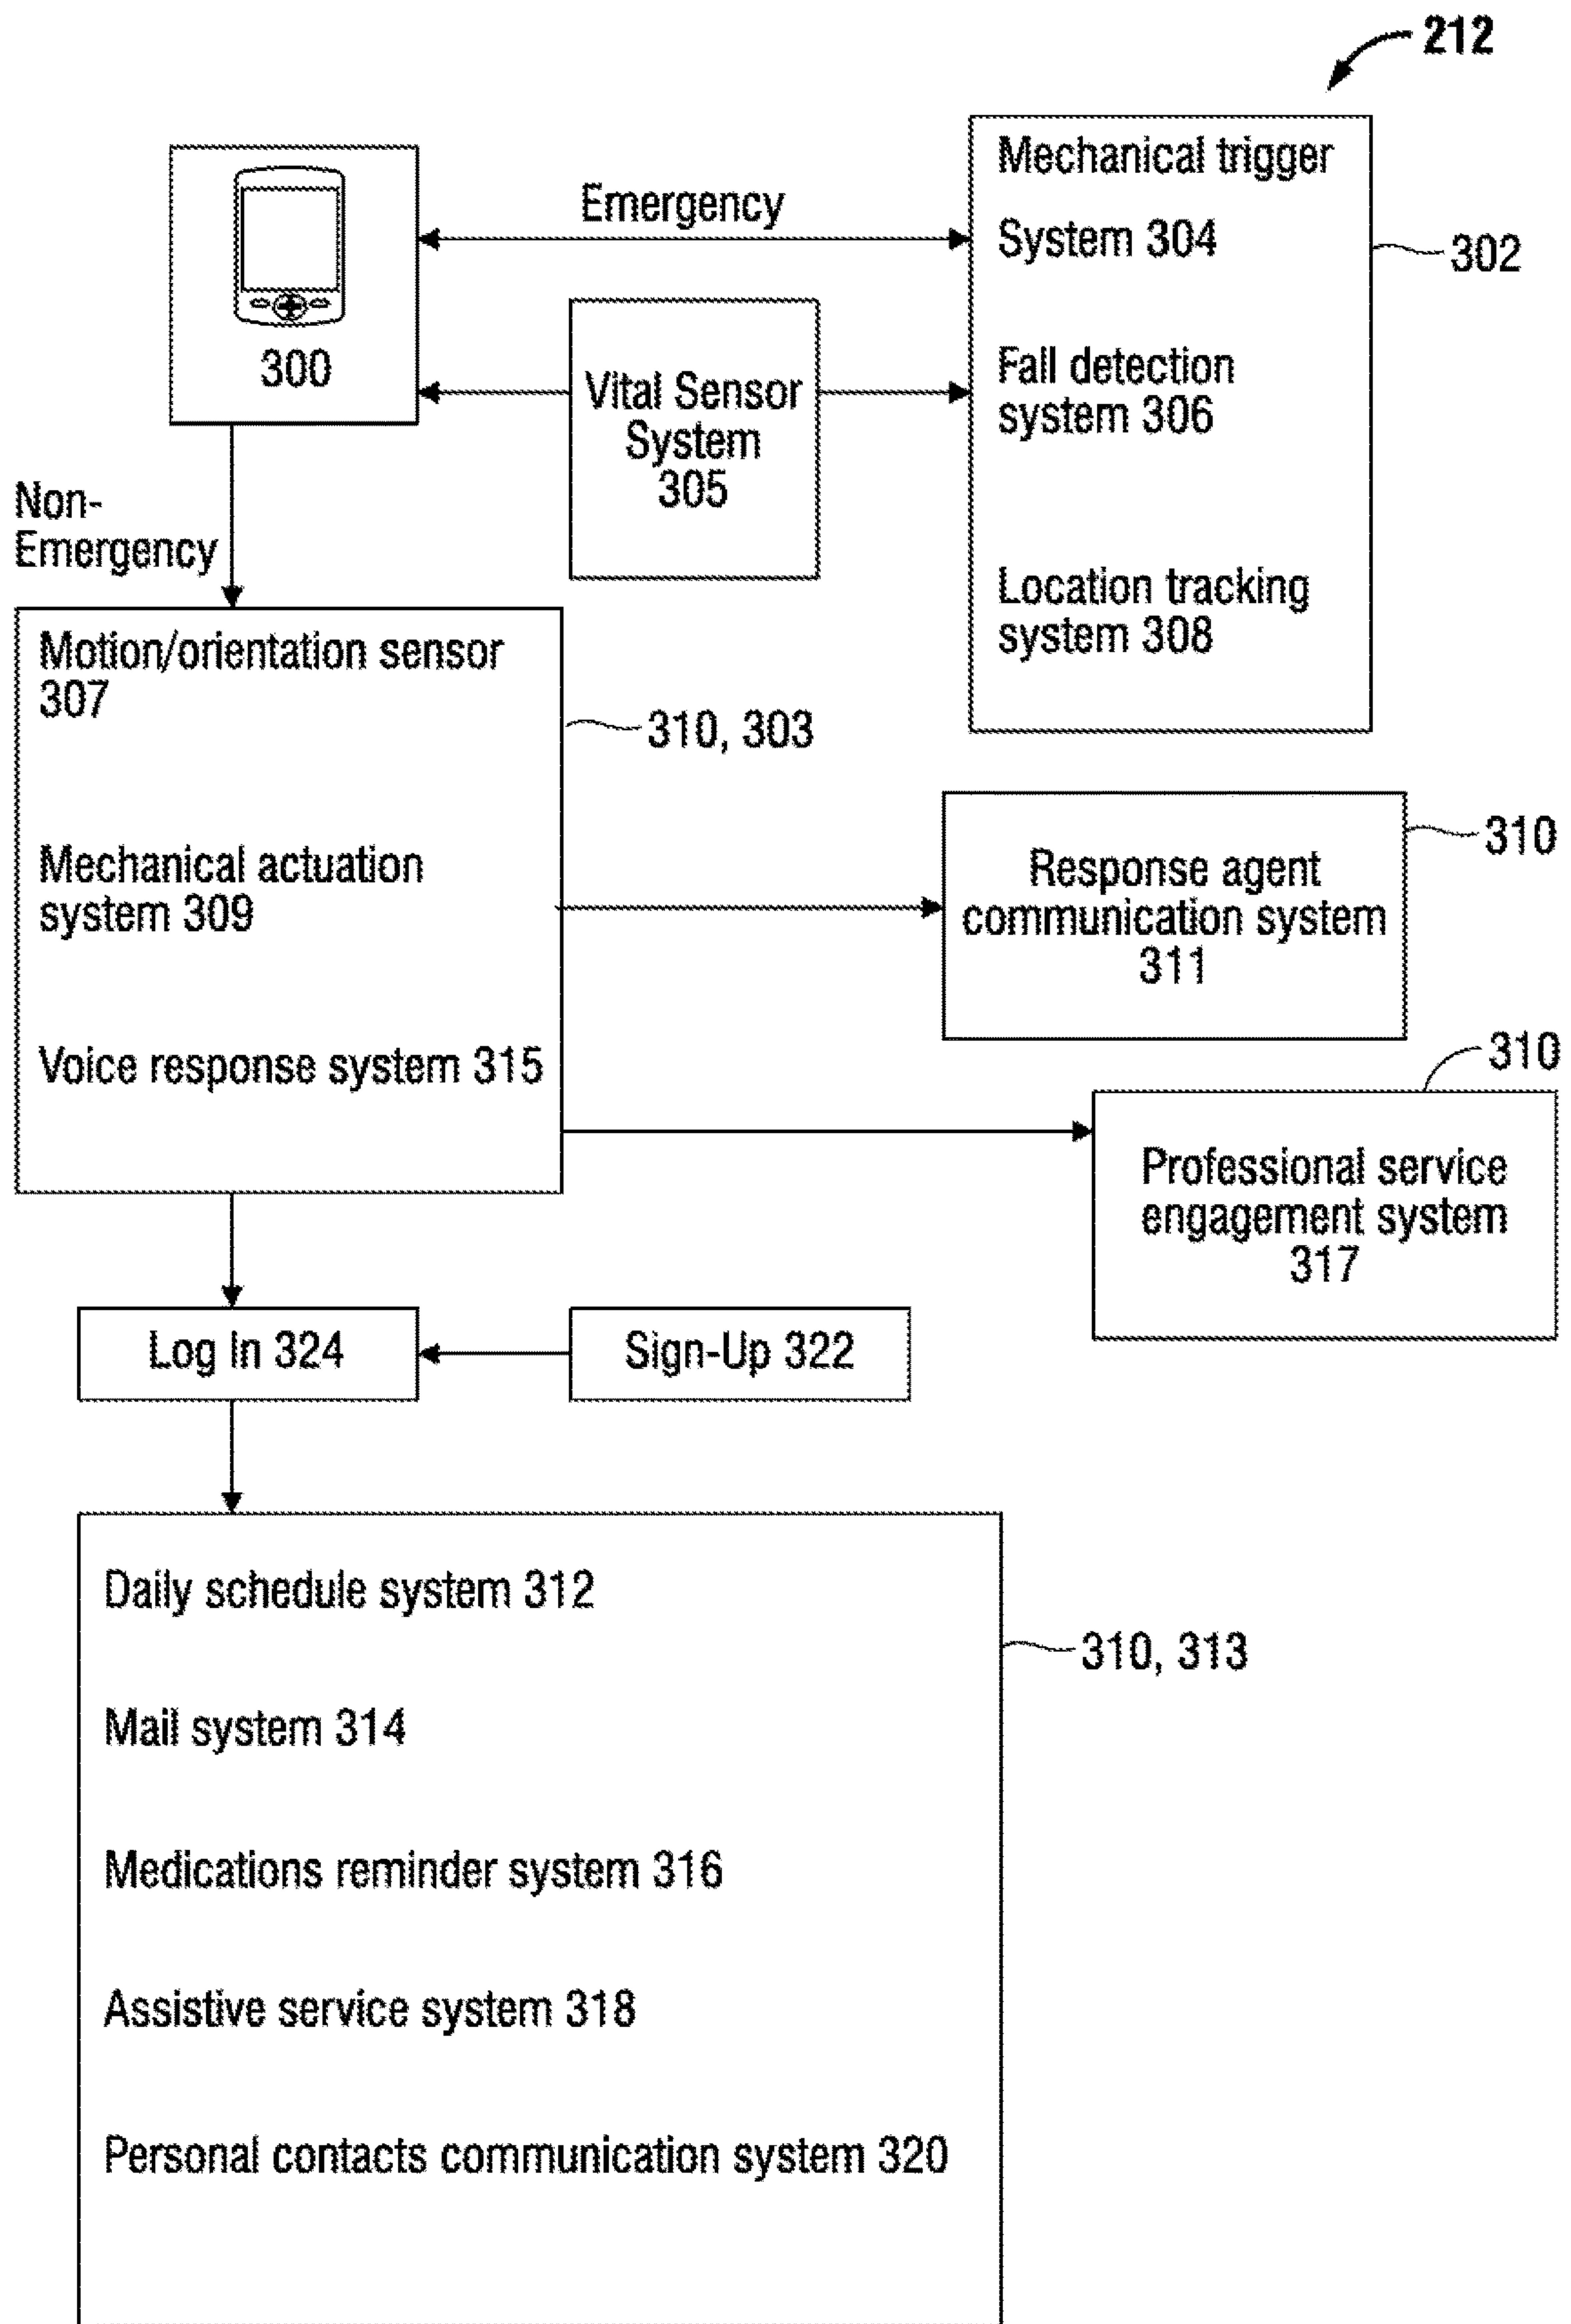 212
Mechanical trigger
System 304
Fall detection
system 306
Location tracking
system 308
302
Emergency
300
Vital Sensor
System
305
Non-
Emergency
Motion/orientation sensor
307
Mechanical actuation
system 309
Voice response system 315
310, 303
Response agent
communication system
311
310
310
Professional service
engagement system
317
Log In 324
Sign-Up 322
Daily schedule system 312
Mail system 314
Medications reminder system 316
Assistive service system 318
Personal contacts communication system 320
310, 313